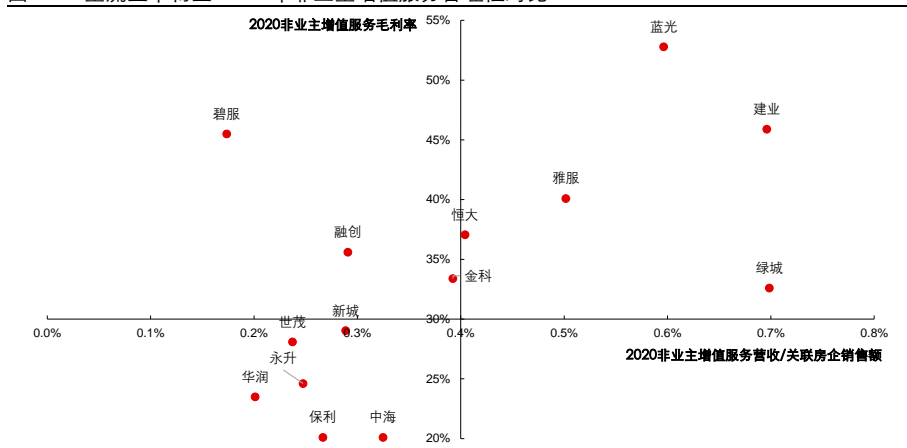 2020非业主增值服务毛利率
55%
蓝光
50%
碧服
建业
45%
雅服
40%
恒大
融创
35%
金科
绿城
新城
30%
世茂
0.0%
0.1%
0.2%
0.3%
0.4%
0.5%
0.6%
0.7%
0.8%
2020非业主增值服务营收/关联房企销售额
永升
华润
25%
保利
中海
20%